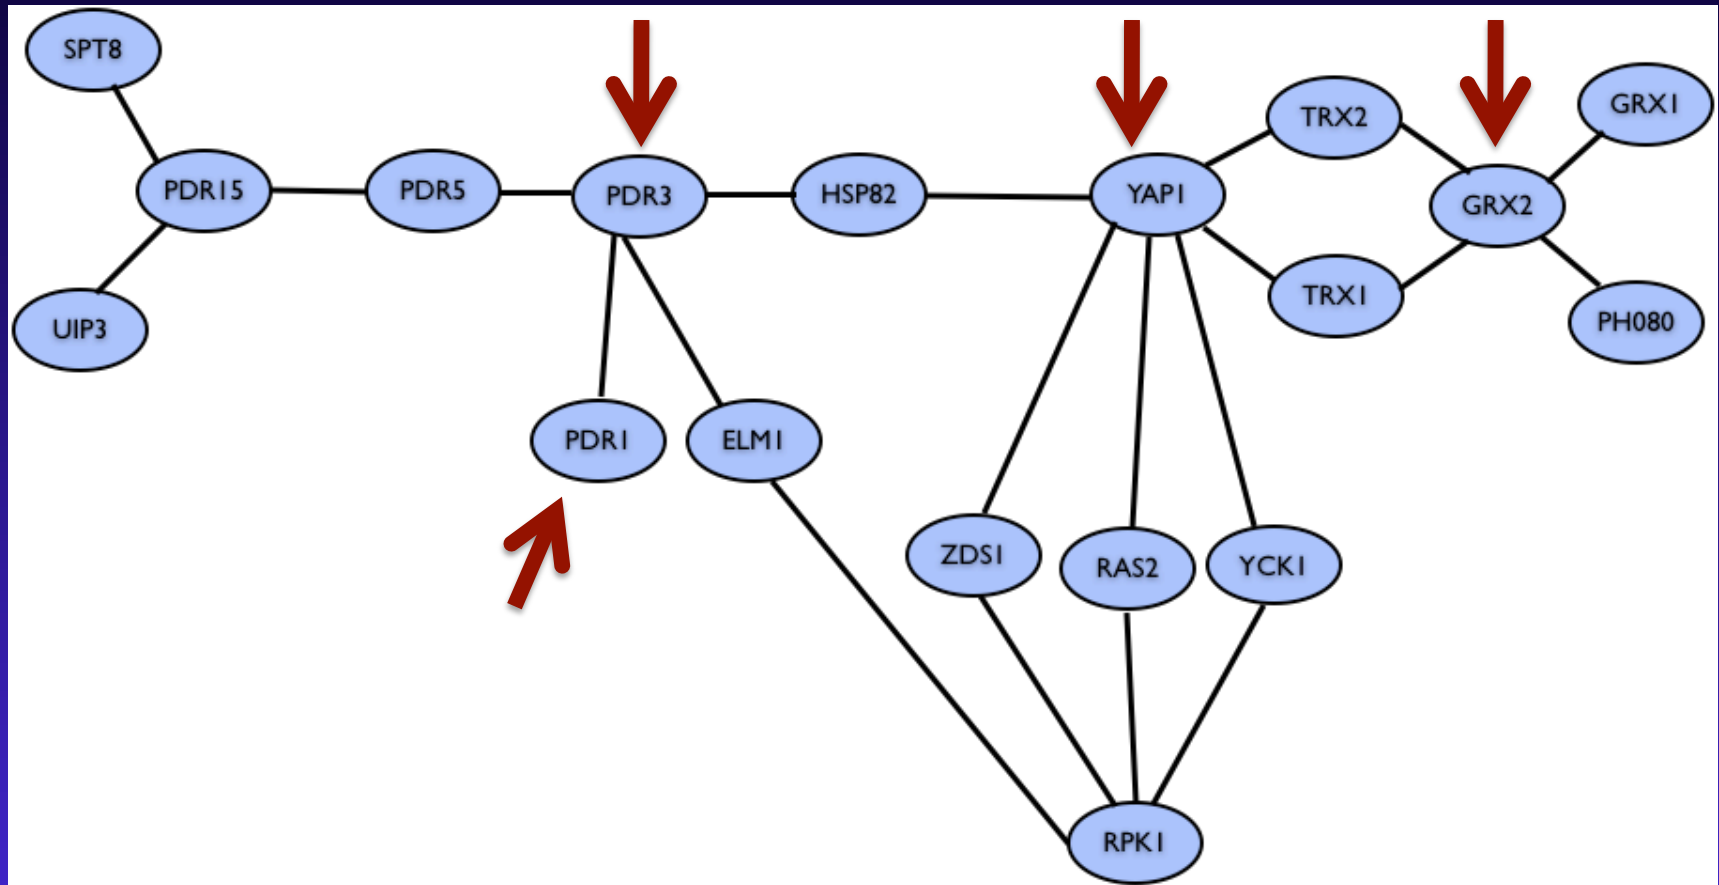 SPT8
GRX1
TRX2
PDR15
PDR5
PDR3
HSP82
YAP1
GRX2
TRX1
PH080
UIP3
PDR1
ELM1
ZDS1
RAS2
YCK1
RPK1